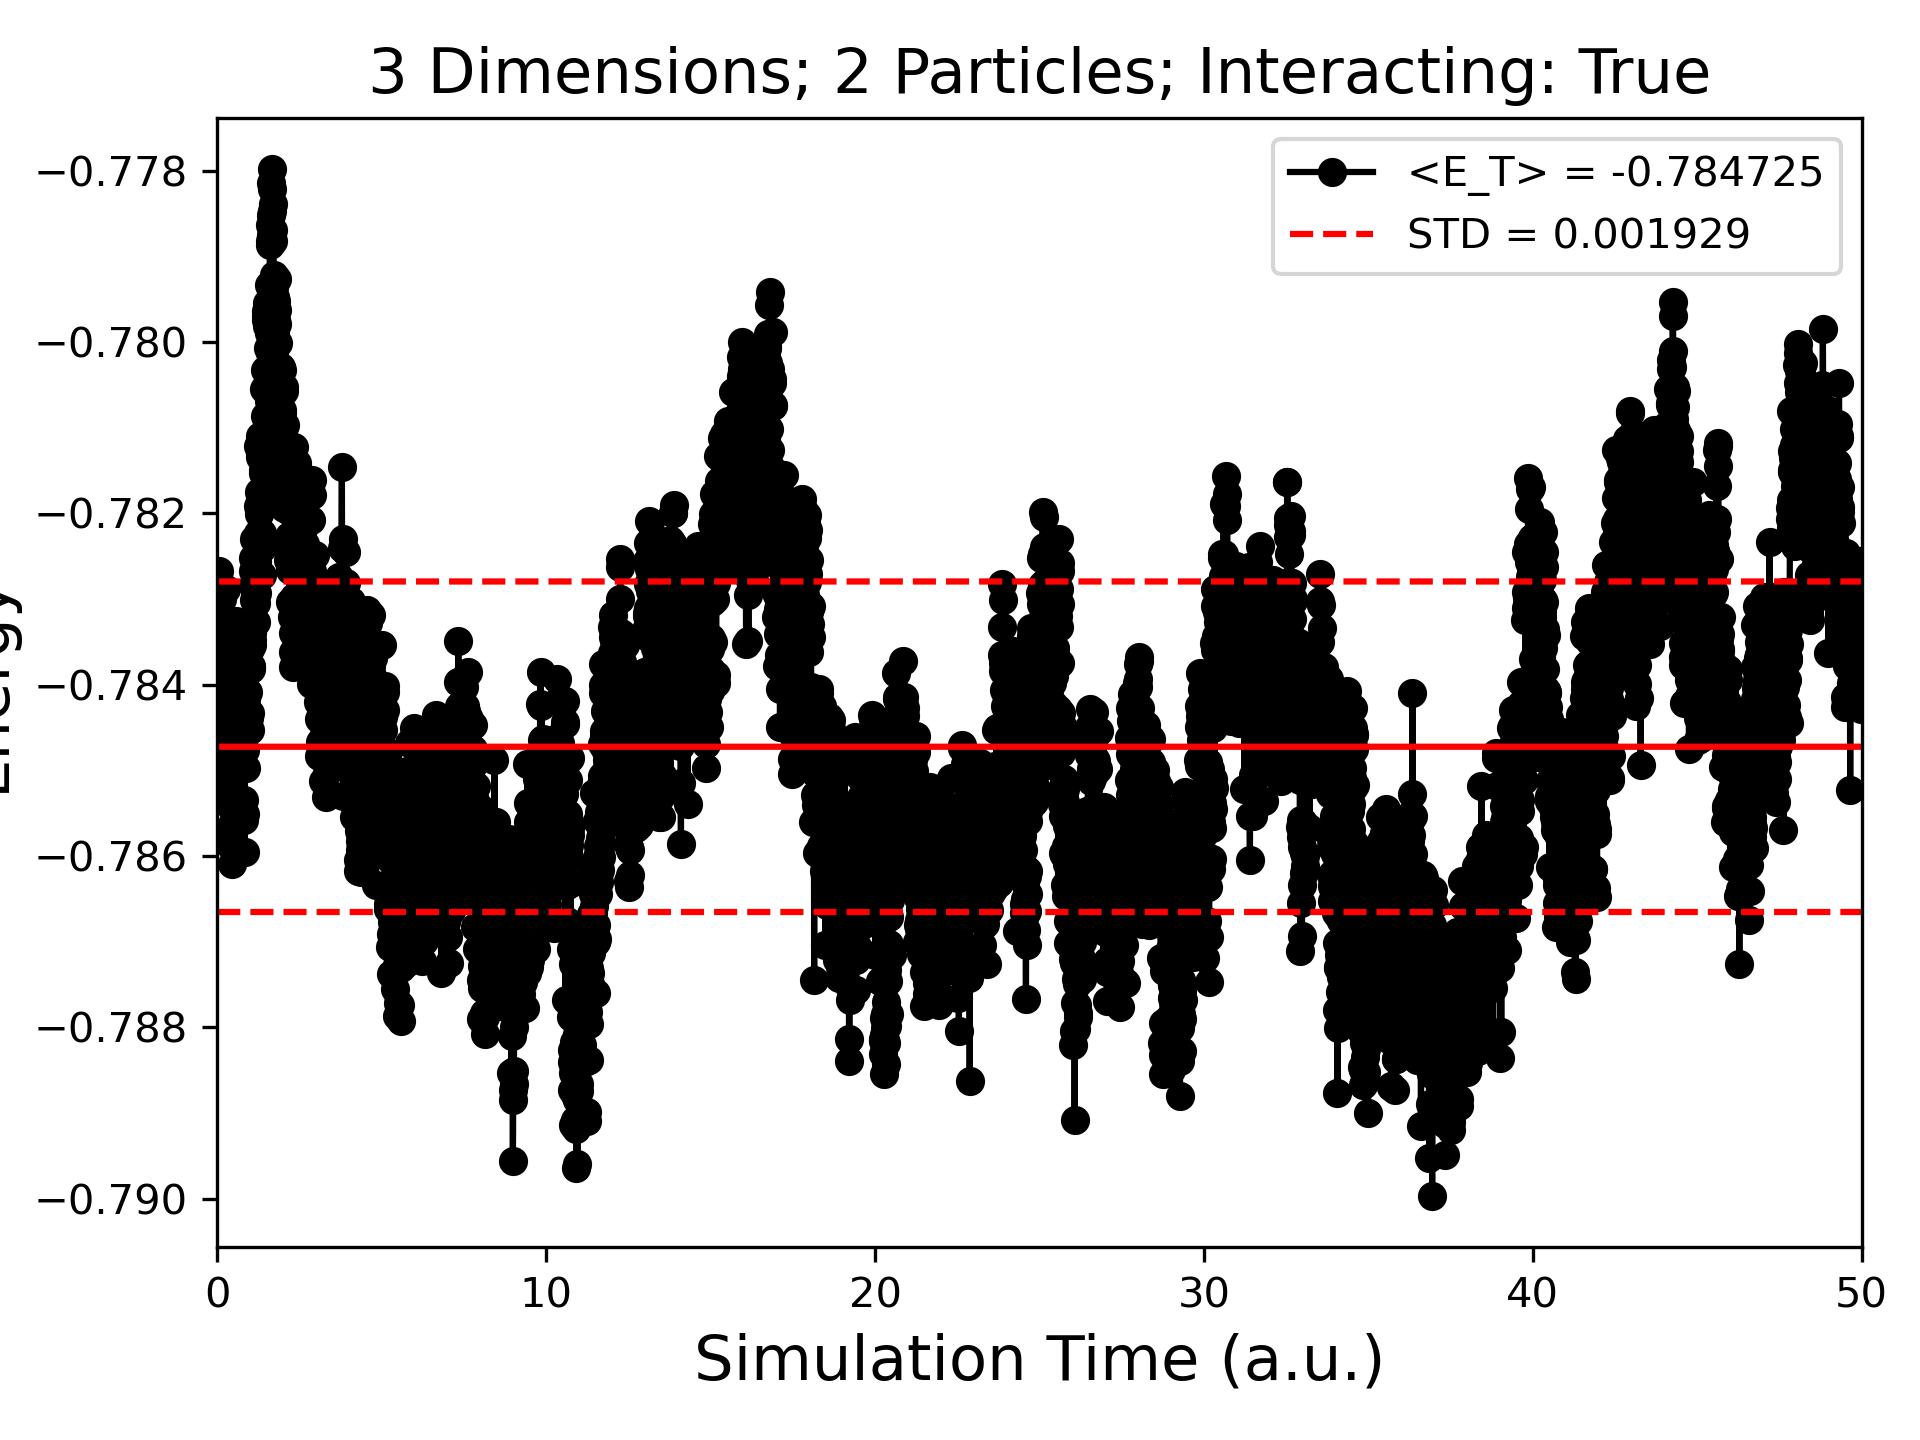 3 Dimensions; 2 Particles; Interacting: True
<E_T> = -0.784725
STD = 0.001929
−0.778
−0.780
−0.782
−0.784
−0.786
−0.788
−0.790
Energy
0 10 20 30 40 50
Simulation Time (a.u.)